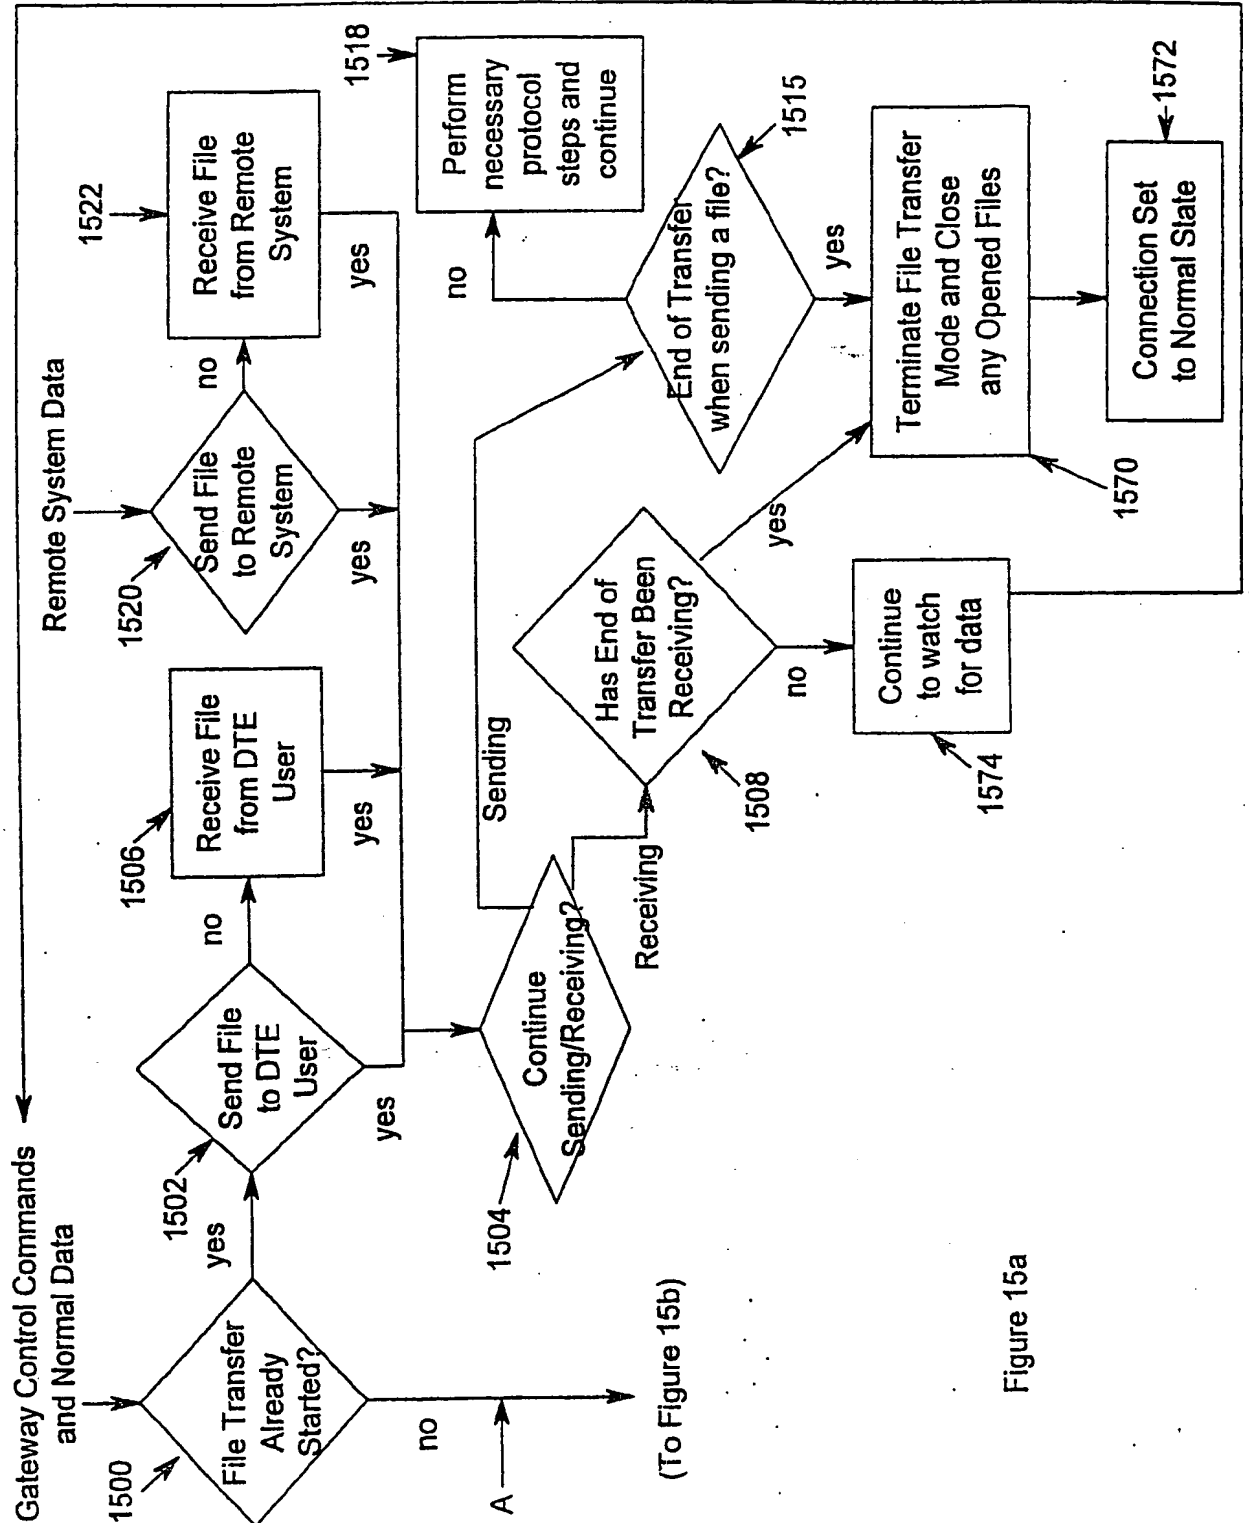 Gateway Control Commands
and Normal Data
1500
File Transfer
Already
Started?
yes
no
A
(To Figure 15b)
1502
Send File
to DTE
User
no
yes
1506
Receive File
from DTE
User
yes
Remote System Data
1520
Send File
to Remote
System
no
yes
1522
Receive File
from Remote
System
yes
1504
Continue
Sending/Receiving?
Sending
Receiving
1508
Has End of
Transfer Been
Receiving?
yes
no
1574
Continue
to watch
for data
1515
End of Transfer
when sending a file?
no
yes
1518
Perform
necessary
protocol
steps and
continue
1570
Terminate File Transfer
Mode and Close
any Opened Files
1572
Connection Set
to Normal State
Figure 15a